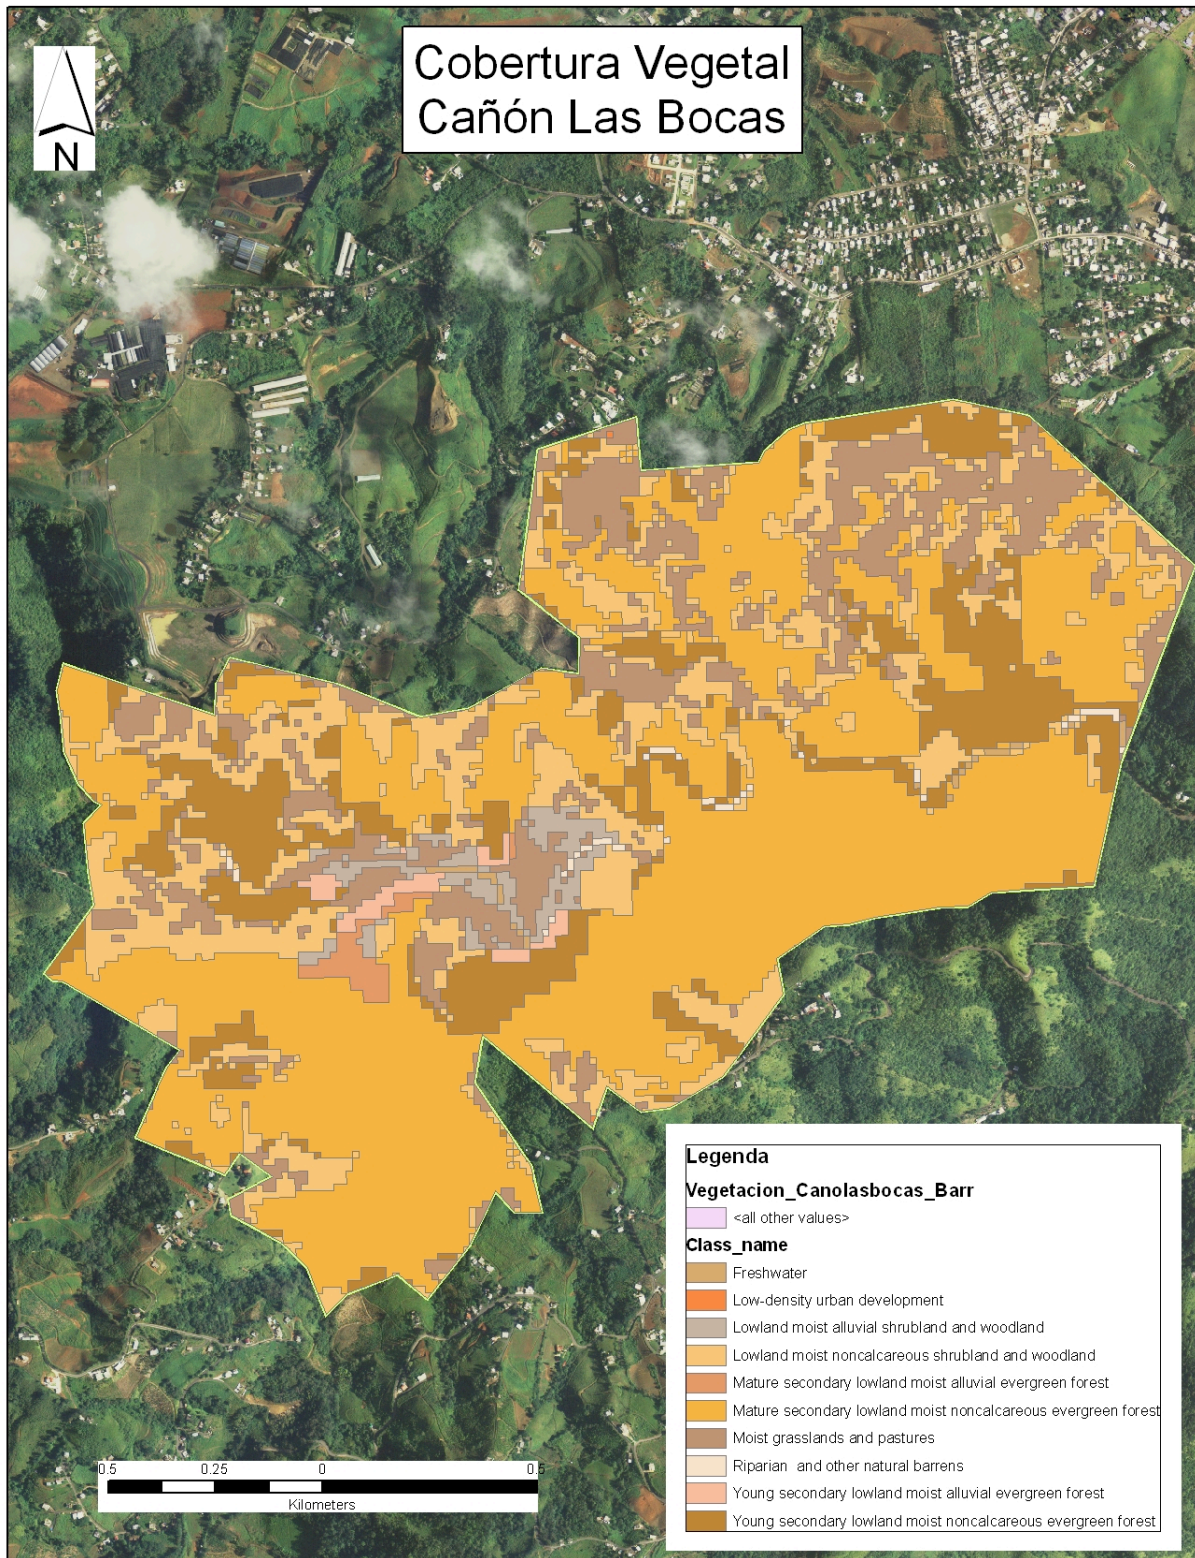 Cobertura Vegetal
Cañón Las Bocas
N
Legenda
Vegetacion_Canolasbocas_Barr
<all other values>
Class_name
Freshwater
Low-density urban development
Lowland moist alluvial shrubland and woodland
Lowland moist noncalcareous shrubland and woodland
Mature secondary lowland moist alluvial evergreen forest
Mature secondary lowland moist noncalcareous evergreen forest
Moist grasslands and pastures
Riparian and other natural barrens
Young secondary lowland moist alluvial evergreen forest
Young secondary lowland moist noncalcareous evergreen forest
0.5 0.25 0 0.5
Kilometers